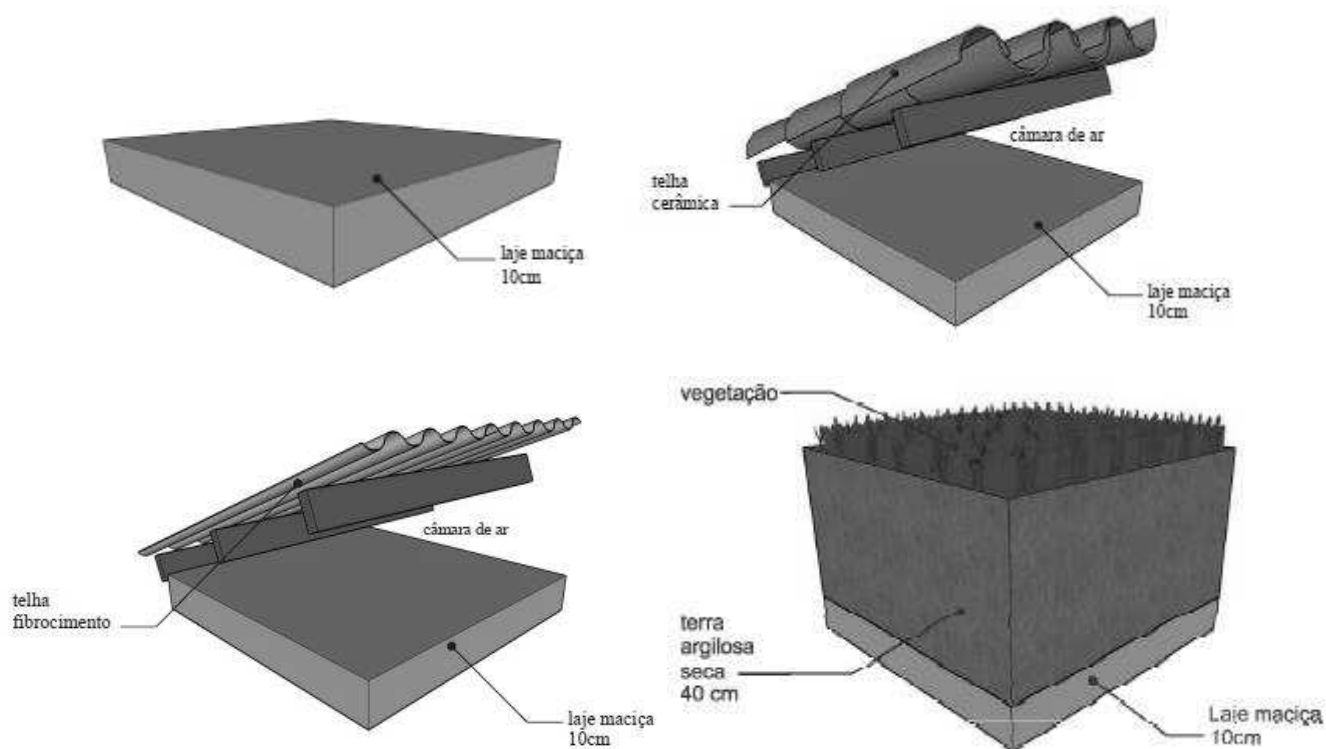 laje maciça
10cm
câmara de ar
telha
cerâmica
laje maciça
10cm
câmara de ar
telha
fibrocimento
laje maciça
10cm
vegetação
terra
argilosa
seca
40 cm
Laje maciça
10cm